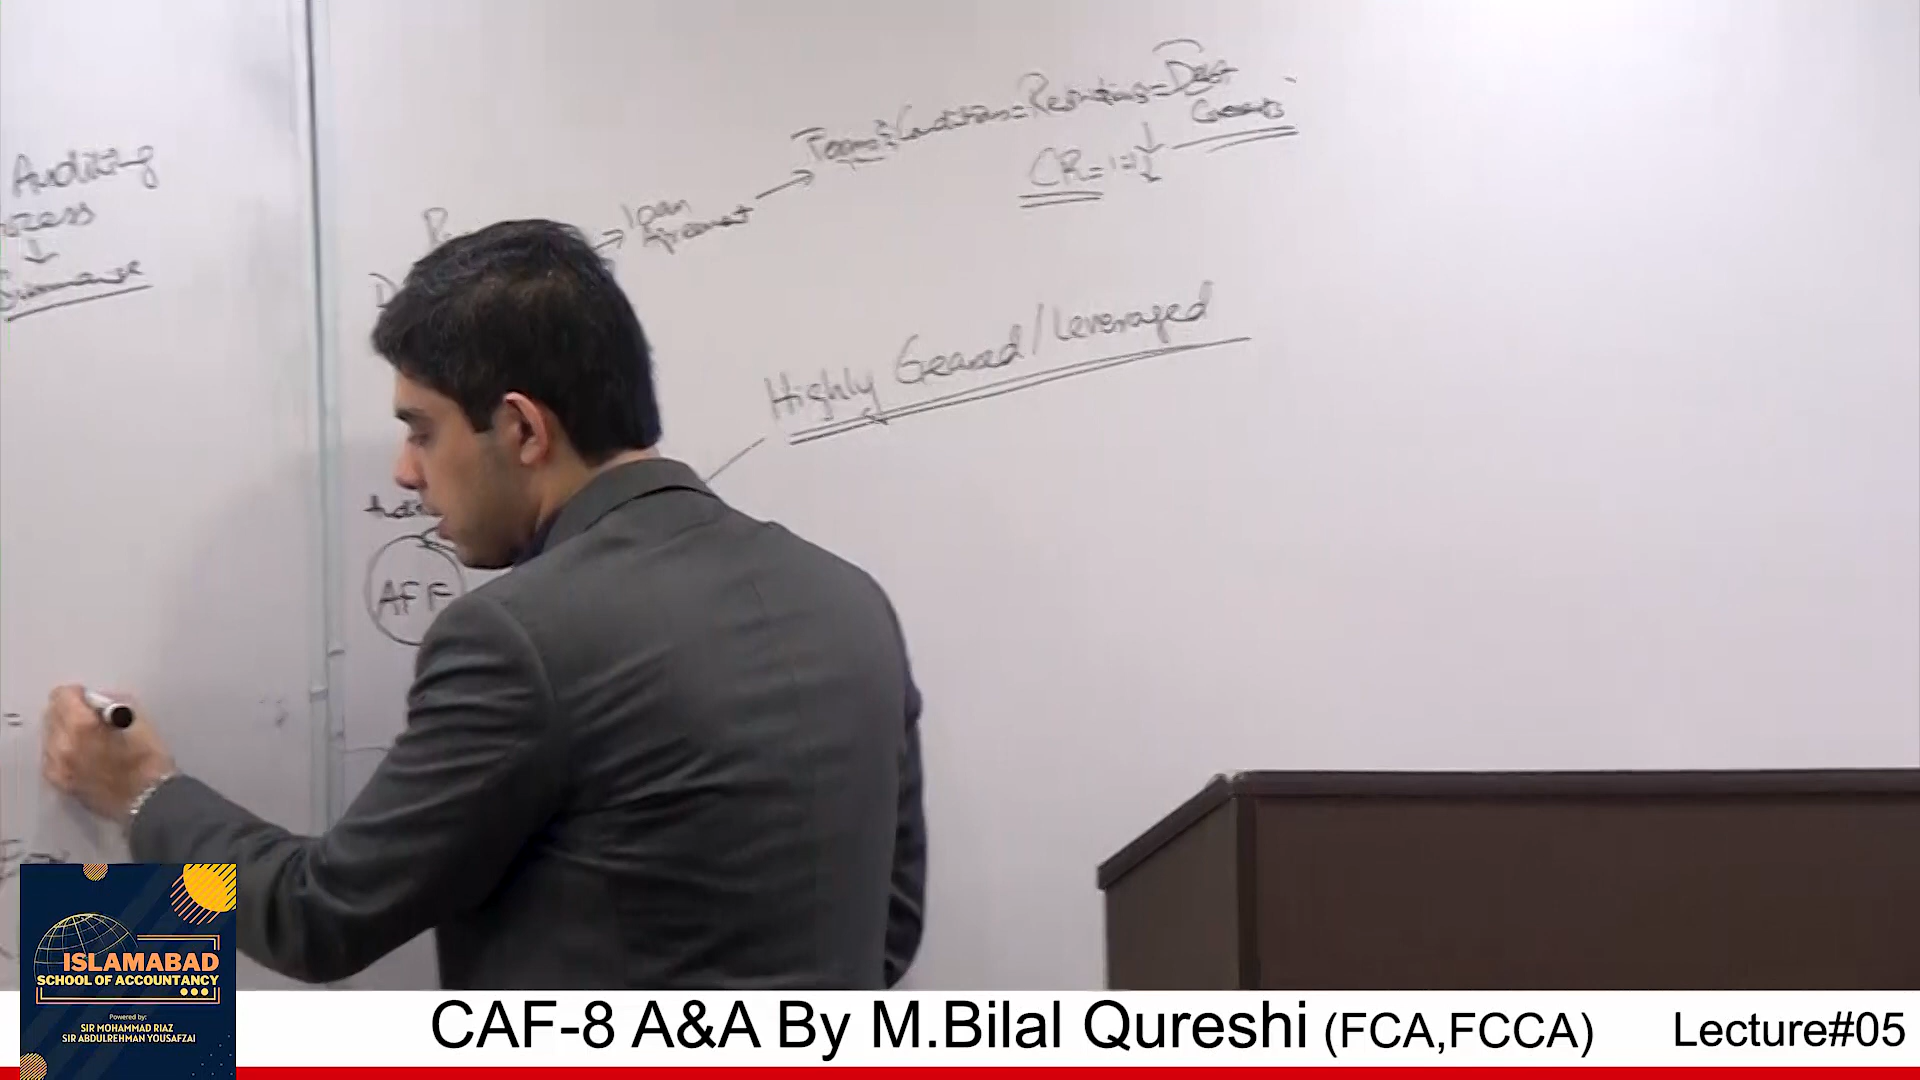 Auditing
Highly Geared / Leveraged
loan
Agreement
Terms & Conditions = Restrictions = Debt
CR = 1:1
AFF
=
ISLAMABAD
SCHOOL OF ACCOUNTANCY
Powered by:
SIR MOHAMMAD RIAZ
SIR ABDULREHMAN YOUSAFZAI
CAF-8 A&A By M.Bilal Qureshi (FCA,FCCA) Lecture#05